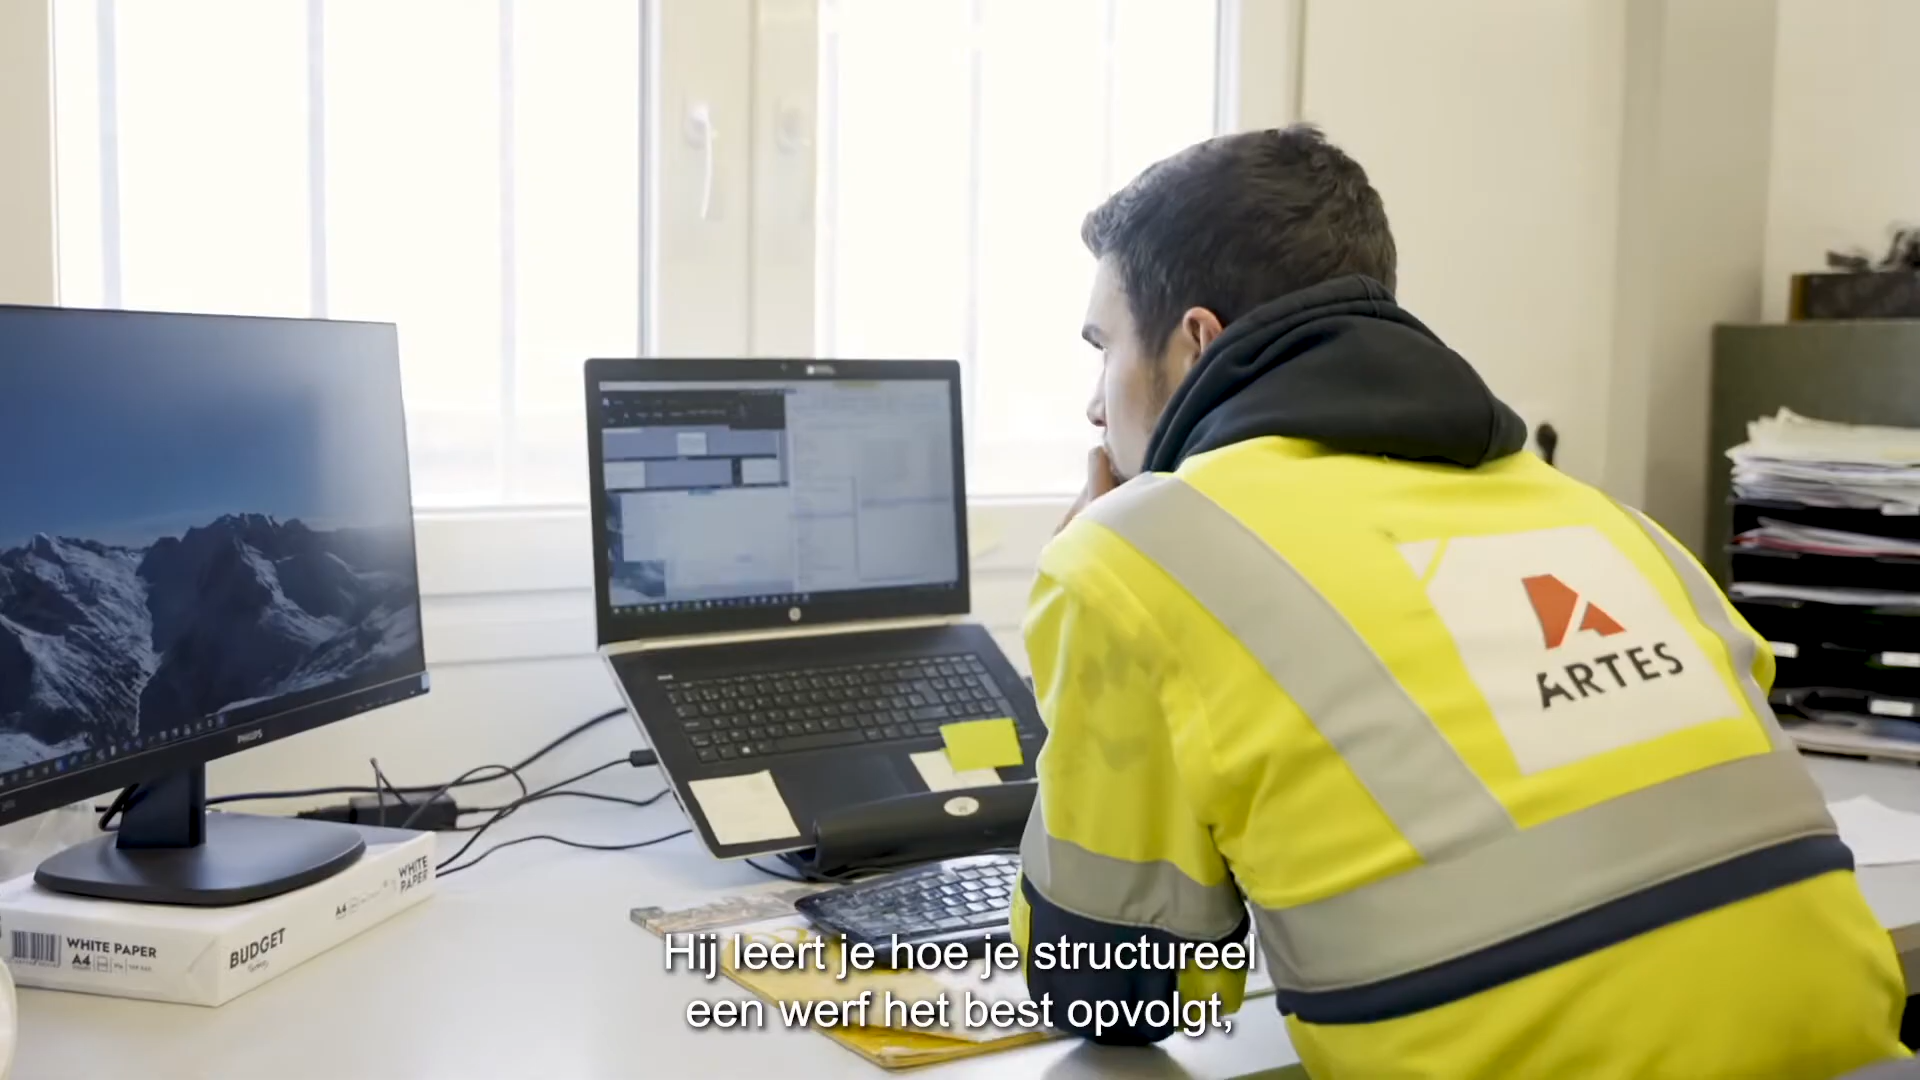 ARTES
PHILIPS
WHITE
PAPER
A4
WHITE PAPER
A4
BUDGET
Hij leert je hoe je structureel
een werf het best opvolgt,